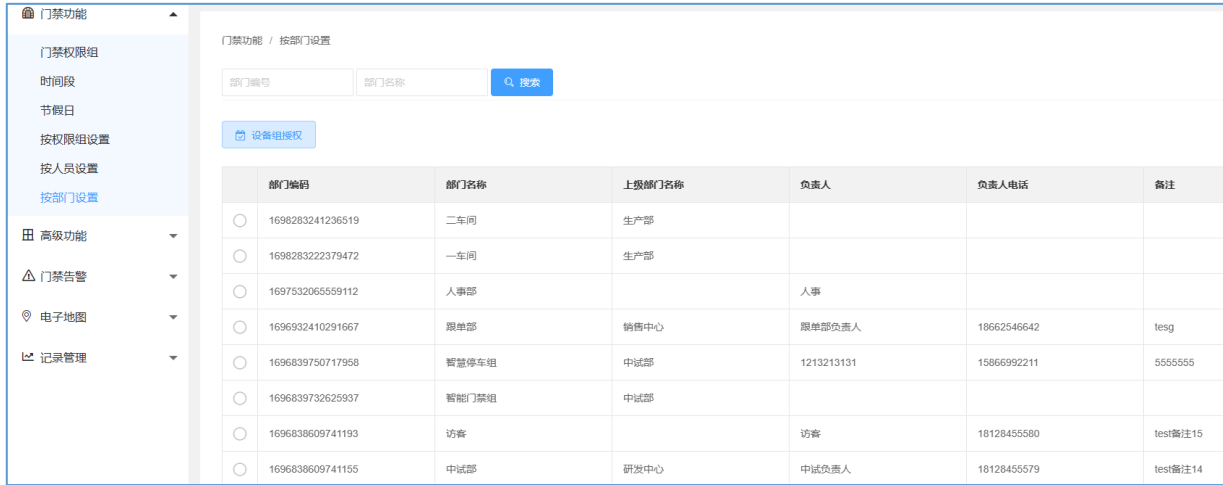 门禁功能
门禁权限组
时间段
节假日
按权限组设置
按人员设置
按部门设置
高级功能
门禁告警
电子地图
记录管理
门禁功能 / 按部门设置
部门编号 部门名称 搜索
设备组授权
部门编码 部门名称 上级部门名称 负责人 负责人电话 备注
1698283241236519 二车间 生产部
1698283222379472 一车间 生产部
1697532065559112 人事部 人事
1696932410291667 跟单部 销售中心 跟单部负责人 18662546642 tesg
1696839750717958 智慧停车组 中试部 1213213131 15866992211 5555555
1696839732625937 智能门禁组 中试部
1696838609741193 访客 访客 18128455580 test备注15
1696838609741155 中试部 研发中心 中试负责人 18128455579 test备注14